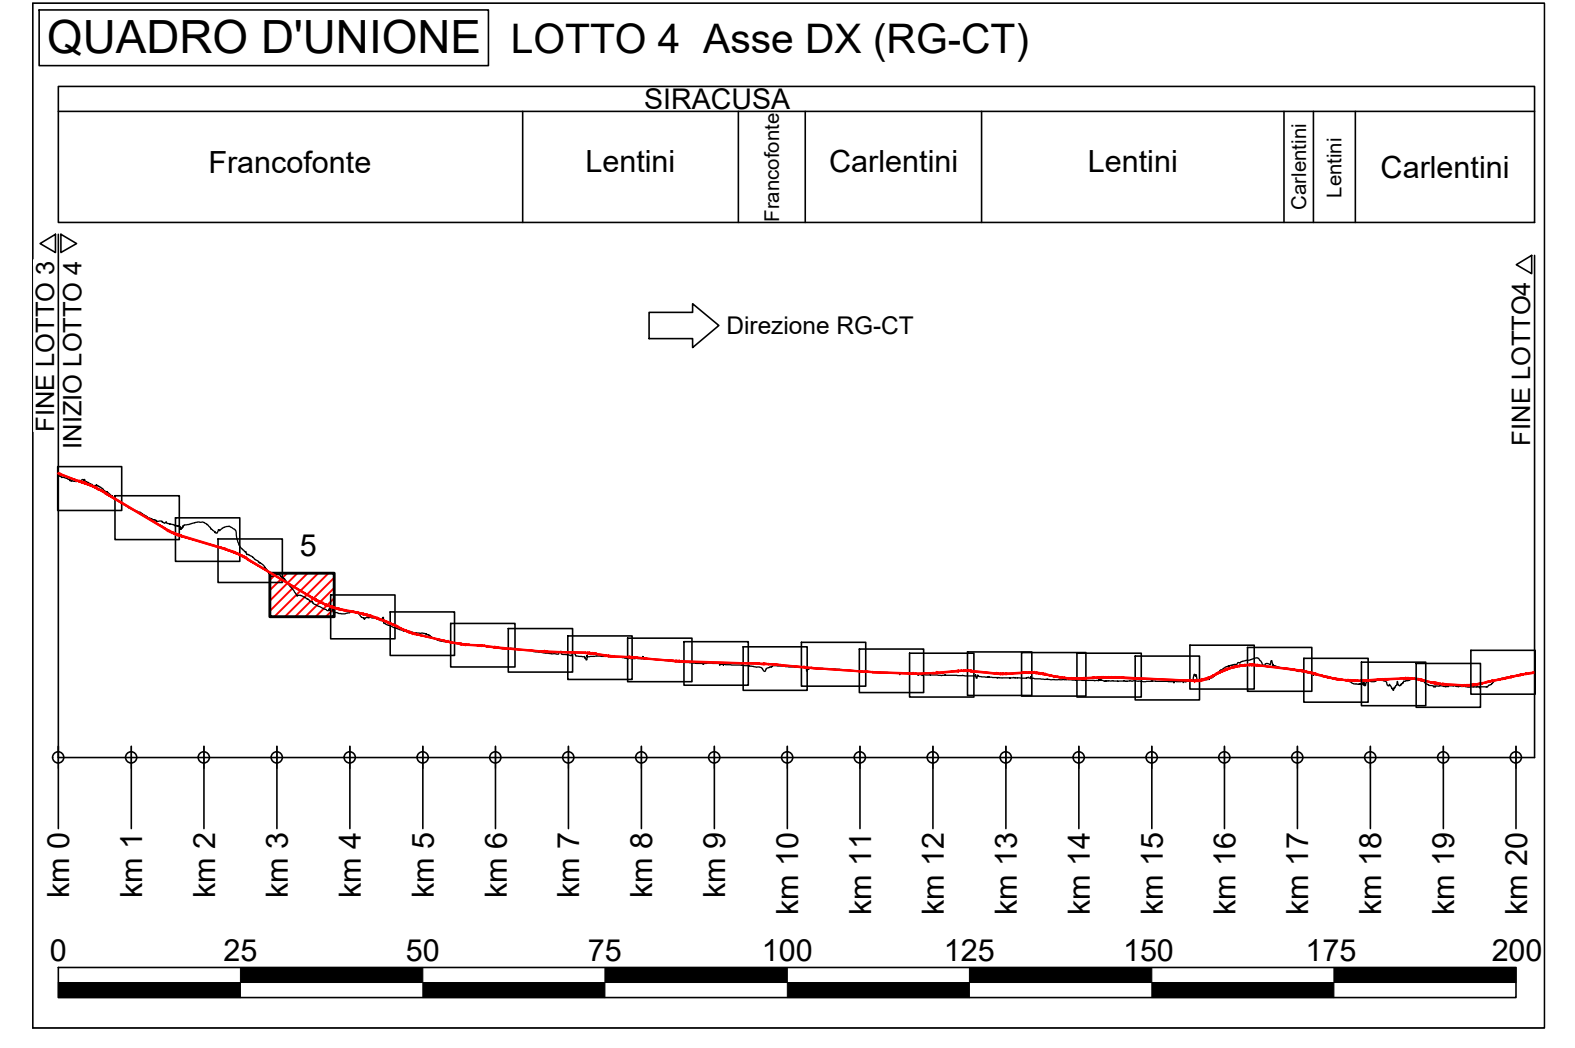 QUADRO D'UNIONE LOTTO 4 Asse DX (RG-CT)
SIRACUSA
Francofonte Lentini Francofonte Carlentini Lentini Carlentini Lentini Carlentini
FINE LOTTO 3
INIZIO LOTTO 4
FINE LOTTO4
Direzione RG-CT
5
km 0 km 1 km 2 km 3 km 4 km 5 km 6 km 7 km 8 km 9 km 10 km 11 km 12 km 13 km 14 km 15 km 16 km 17 km 18 km 19 km 20
0 25 50 75 100 125 150 175 200